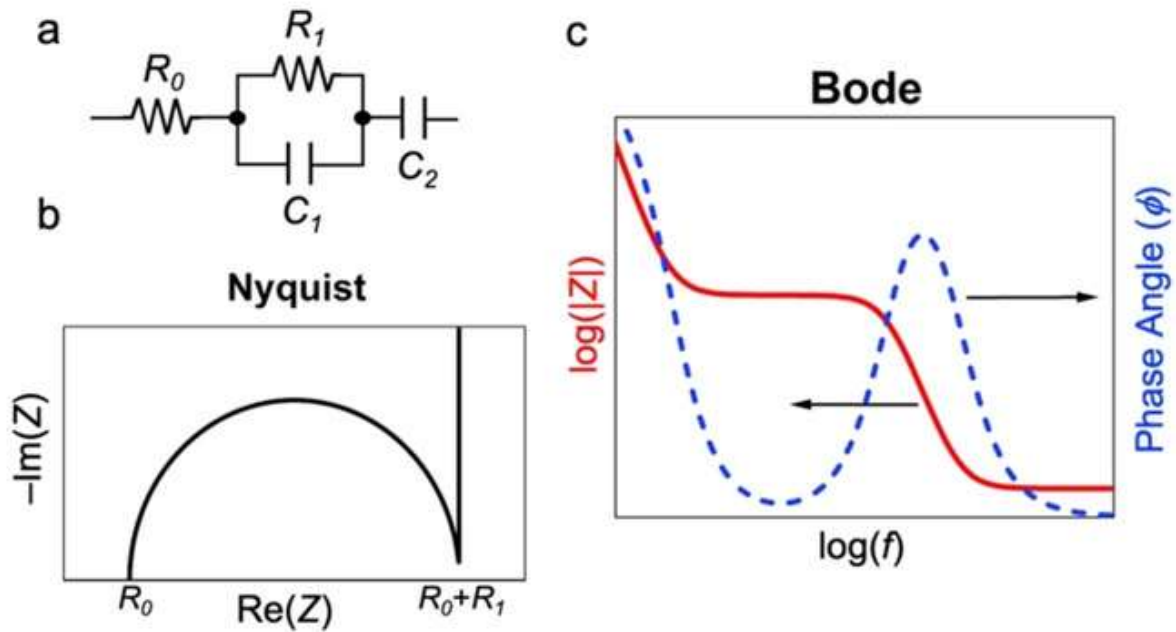 a
R₀
R₁
C₁
C₂
b
Nyquist
–Im(Z)
R₀
Re(Z)
R₀+R₁
c
Bode
log(|Z|)
Phase Angle (ϕ)
log(f)